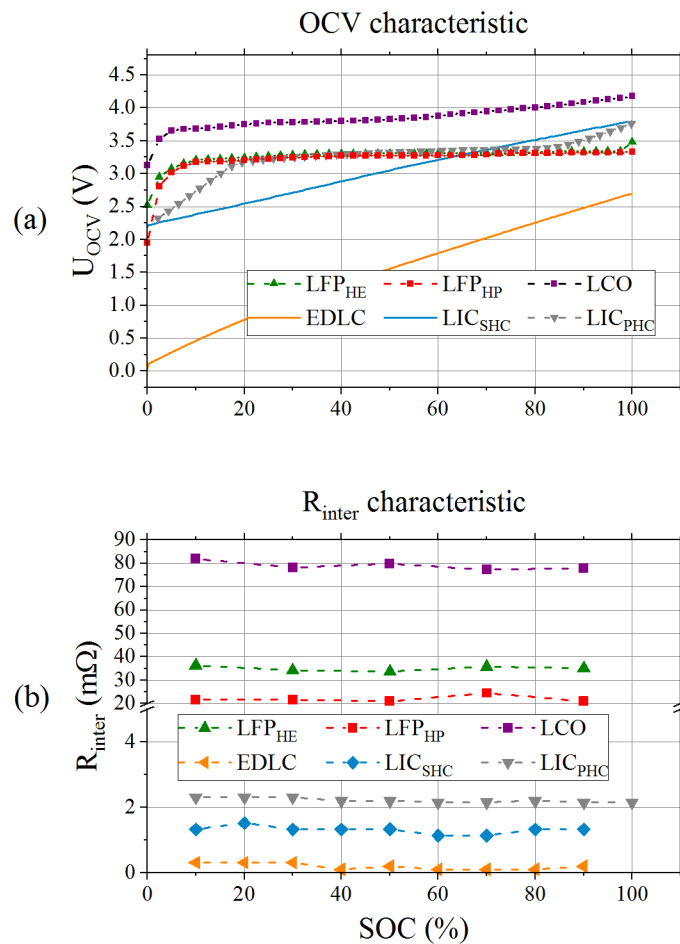 OCV characteristic
4.5
4.0
3.5
3.0
2.5
2.0
1.5
1.0
0.5
0.0
U_OCV (V)
(a)
LFP_HE LFP_HP LCO
EDLC LIC_SHC LIC_PHC
0 20 40 60 80 100
R_inter characteristic
90
80
70
60
50
40
30
20
4
2
0
R_inter (mΩ)
(b)
LFP_HE LFP_HP LCO
EDLC LIC_SHC LIC_PHC
0 20 40 60 80 100
SOC (%)